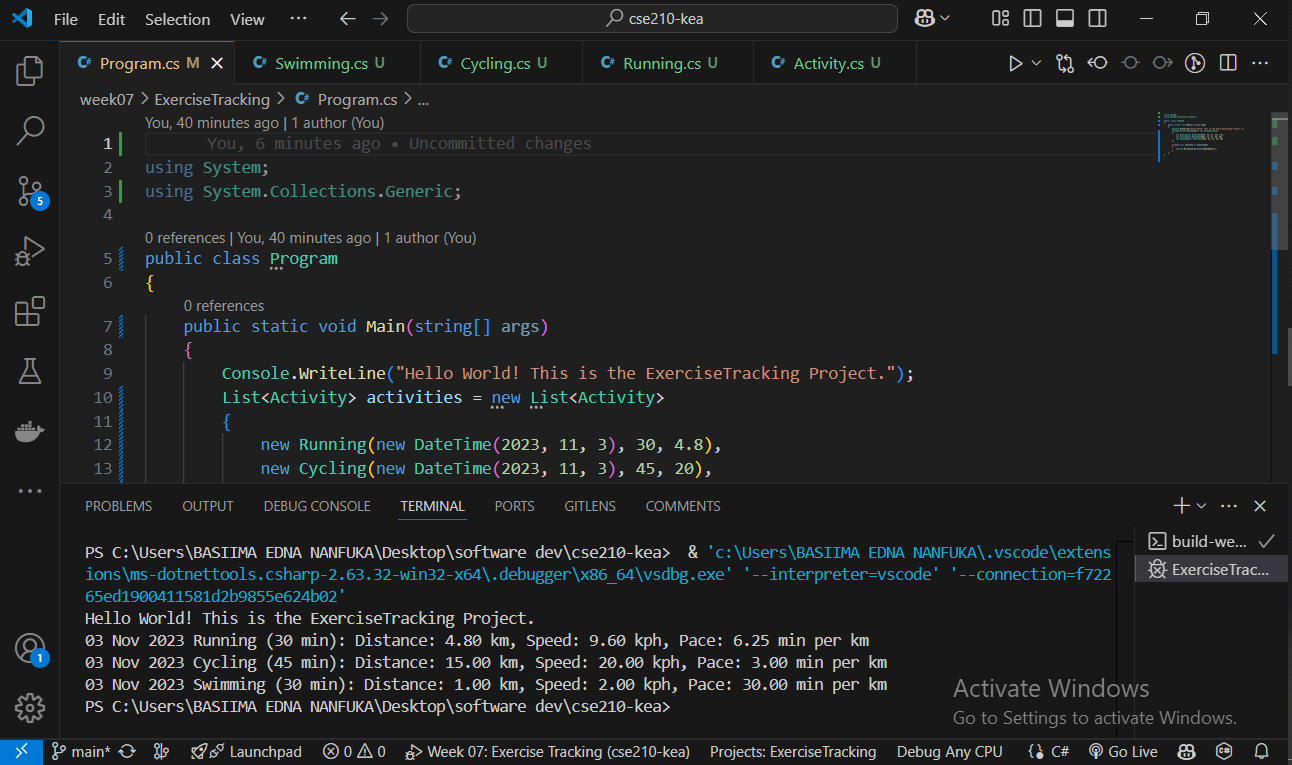 File Edit Selection View ··· cse210-kea
C# Program.cs M C# Swimming.cs U C# Cycling.cs U C# Running.cs U C# Activity.cs U
week07 > ExerciseTracking > C# Program.cs > ...
You, 40 minutes ago | 1 author (You)
1 You, 6 minutes ago • Uncommitted changes
2 using System;
3 using System.Collections.Generic;
4
0 references | You, 40 minutes ago | 1 author (You)
5 public class Program
6 {
0 references
7 public static void Main(string[] args)
8 {
9 Console.WriteLine("Hello World! This is the ExerciseTracking Project.");
10 List<Activity> activities = new List<Activity>
11 {
12 new Running(new DateTime(2023, 11, 3), 30, 4.8),
13 new Cycling(new DateTime(2023, 11, 3), 45, 20),
PROBLEMS OUTPUT DEBUG CONSOLE TERMINAL PORTS GITLENS COMMENTS
PS C:\Users\BASIIMA EDNA NANFUKA\Desktop\software dev\cse210-kea> & 'c:\Users\BASIIMA EDNA NANFUKA\.vscode\extens
ions\ms-dotnettools.csharp-2.63.32-win32-x64\.debugger\x86_64\vsdbg.exe' '--interpreter=vscode' '--connection=f722
65ed1900411581d2b9855e624b02'
Hello World! This is the ExerciseTracking Project.
03 Nov 2023 Running (30 min): Distance: 4.80 km, Speed: 9.60 kph, Pace: 6.25 min per km
03 Nov 2023 Cycling (45 min): Distance: 15.00 km, Speed: 20.00 kph, Pace: 3.00 min per km
03 Nov 2023 Swimming (30 min): Distance: 1.00 km, Speed: 2.00 kph, Pace: 30.00 min per km
PS C:\Users\BASIIMA EDNA NANFUKA\Desktop\software dev\cse210-kea>
build-we...
ExerciseTrac...
5
1
Activate Windows
Go to Settings to activate Windows.
main* Launchpad 0 0 Week 07: Exercise Tracking (cse210-kea) Projects: ExerciseTracking Debug Any CPU C# Go Live